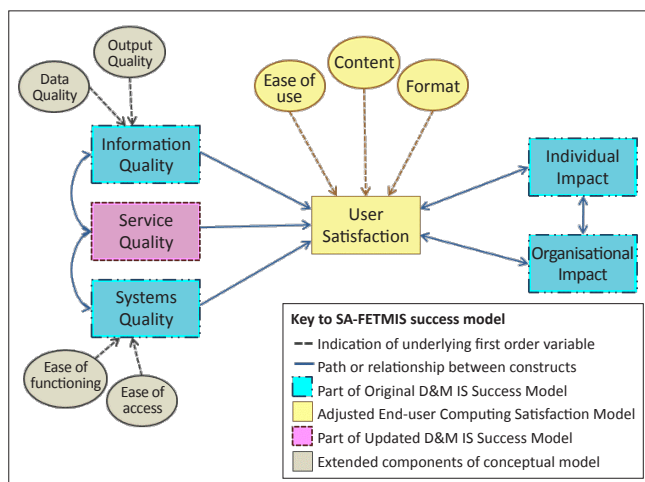 Output
Quality
Data
Quality
Ease of
use
Content
Format
Information
Quality
Service
Quality
Systems
Quality
User
Satisfaction
Individual
Impact
Organisational
Impact
Ease of
functioning
Ease of
access
Key to SA-FETMIS success model
Indication of underlying first order variable
Path or relationship between constructs
Part of Original D&M IS Success Model
Adjusted End-user Computing Satisfaction Model
Part of Updated D&M IS Success Model
Extended components of conceptual model